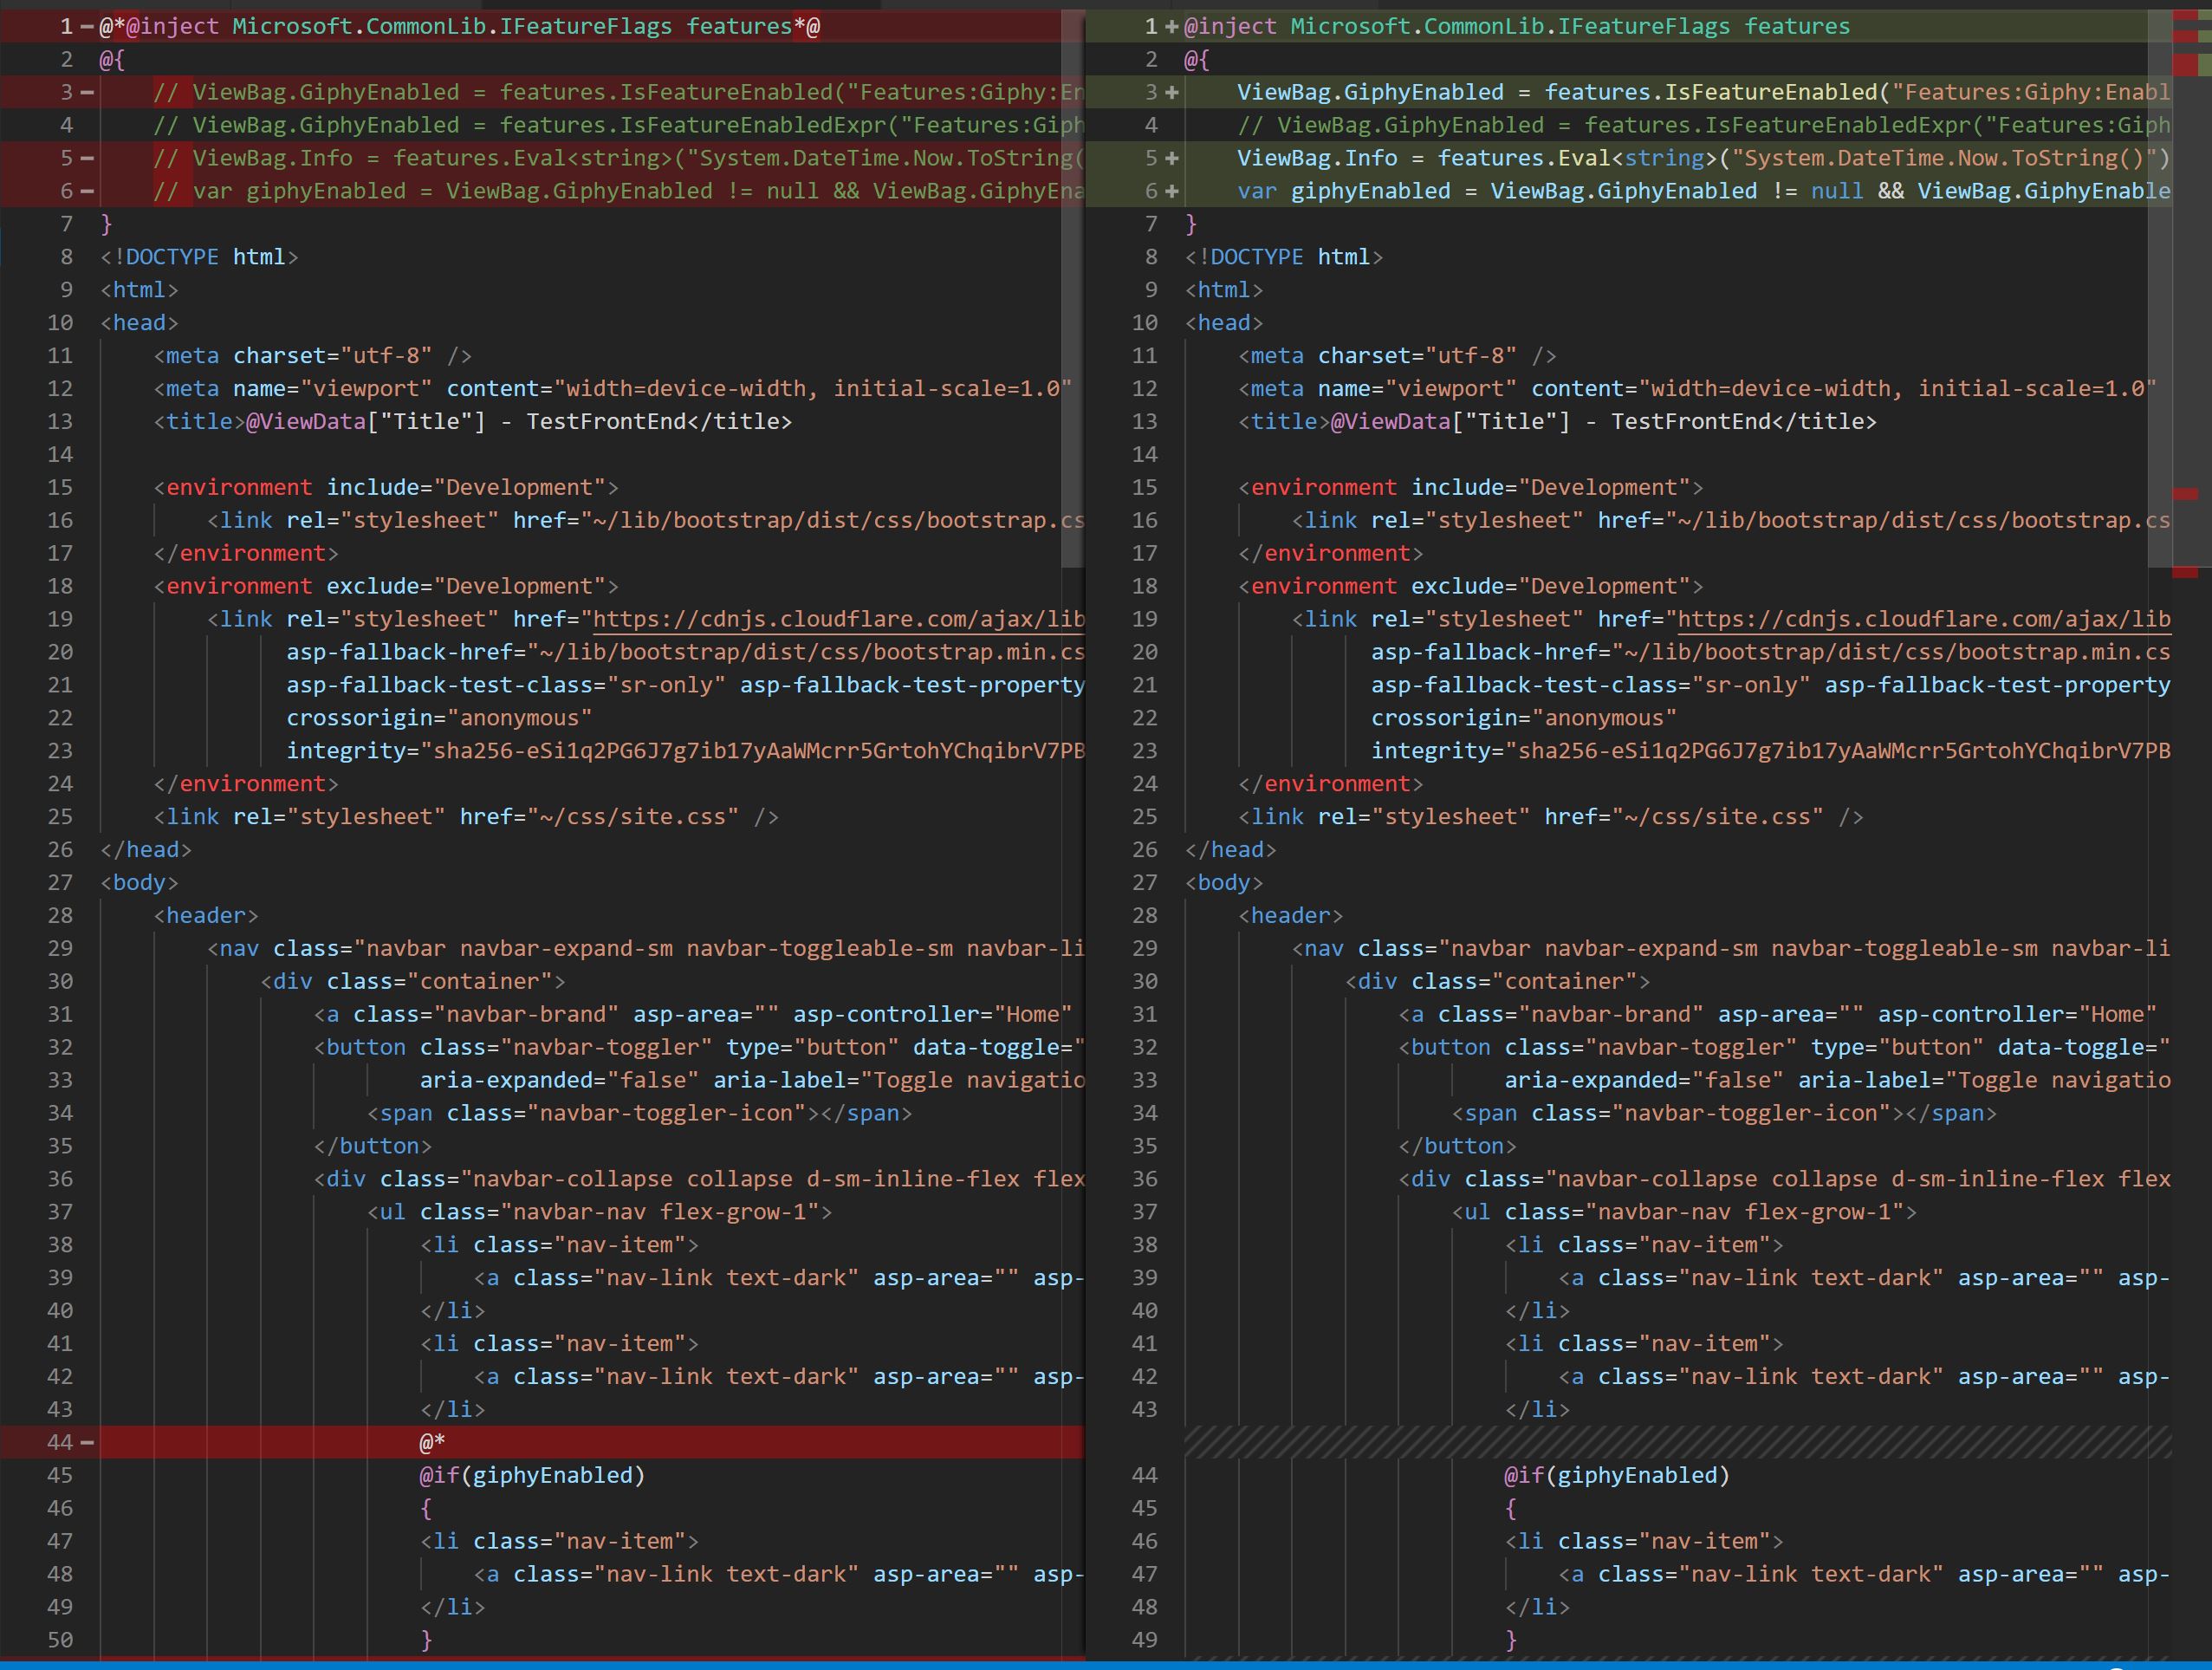 1 − @*@inject Microsoft.CommonLib.IFeatureFlags features*@
2 @{
3 − // ViewBag.GiphyEnabled = features.IsFeatureEnabled("Features:Giphy:En
4 // ViewBag.GiphyEnabled = features.IsFeatureEnabledExpr("Features:Giph
5 − // ViewBag.Info = features.Eval<string>("System.DateTime.Now.ToString(
6 − // var giphyEnabled = ViewBag.GiphyEnabled != null && ViewBag.GiphyEna
7 }
8 <!DOCTYPE html>
9 <html>
10 <head>
11 <meta charset="utf-8" />
12 <meta name="viewport" content="width=device-width, initial-scale=1.0"
13 <title>@ViewData["Title"] - TestFrontEnd</title>
14
15 <environment include="Development">
16 <link rel="stylesheet" href="~/lib/bootstrap/dist/css/bootstrap.cs
17 </environment>
18 <environment exclude="Development">
19 <link rel="stylesheet" href="https://cdnjs.cloudflare.com/ajax/lib
20 asp-fallback-href="~/lib/bootstrap/dist/css/bootstrap.min.cs
21 asp-fallback-test-class="sr-only" asp-fallback-test-property
22 crossorigin="anonymous"
23 integrity="sha256-eSi1q2PG6J7g7ib17yAaWMcrr5GrtohYChqibrV7PB
24 </environment>
25 <link rel="stylesheet" href="~/css/site.css" />
26 </head>
27 <body>
28 <header>
29 <nav class="navbar navbar-expand-sm navbar-toggleable-sm navbar-li
30 <div class="container">
31 <a class="navbar-brand" asp-area="" asp-controller="Home"
32 <button class="navbar-toggler" type="button" data-toggle="
33 aria-expanded="false" aria-label="Toggle navigatio
34 <span class="navbar-toggler-icon"></span>
35 </button>
36 <div class="navbar-collapse collapse d-sm-inline-flex flex
37 <ul class="navbar-nav flex-grow-1">
38 <li class="nav-item">
39 <a class="nav-link text-dark" asp-area="" asp-
40 </li>
41 <li class="nav-item">
42 <a class="nav-link text-dark" asp-area="" asp-
43 </li>
44 − @*
45 @if(giphyEnabled)
46 {
47 <li class="nav-item">
48 <a class="nav-link text-dark" asp-area="" asp-
49 </li>
50 }
1 + @inject Microsoft.CommonLib.IFeatureFlags features
2 @{
3 + ViewBag.GiphyEnabled = features.IsFeatureEnabled("Features:Giphy:Enabl
4 // ViewBag.GiphyEnabled = features.IsFeatureEnabledExpr("Features:Giph
5 + ViewBag.Info = features.Eval<string>("System.DateTime.Now.ToString()")
6 + var giphyEnabled = ViewBag.GiphyEnabled != null && ViewBag.GiphyEnable
7 }
8 <!DOCTYPE html>
9 <html>
10 <head>
11 <meta charset="utf-8" />
12 <meta name="viewport" content="width=device-width, initial-scale=1.0"
13 <title>@ViewData["Title"] - TestFrontEnd</title>
14
15 <environment include="Development">
16 <link rel="stylesheet" href="~/lib/bootstrap/dist/css/bootstrap.cs
17 </environment>
18 <environment exclude="Development">
19 <link rel="stylesheet" href="https://cdnjs.cloudflare.com/ajax/lib
20 asp-fallback-href="~/lib/bootstrap/dist/css/bootstrap.min.cs
21 asp-fallback-test-class="sr-only" asp-fallback-test-property
22 crossorigin="anonymous"
23 integrity="sha256-eSi1q2PG6J7g7ib17yAaWMcrr5GrtohYChqibrV7PB
24 </environment>
25 <link rel="stylesheet" href="~/css/site.css" />
26 </head>
27 <body>
28 <header>
29 <nav class="navbar navbar-expand-sm navbar-toggleable-sm navbar-li
30 <div class="container">
31 <a class="navbar-brand" asp-area="" asp-controller="Home"
32 <button class="navbar-toggler" type="button" data-toggle="
33 aria-expanded="false" aria-label="Toggle navigatio
34 <span class="navbar-toggler-icon"></span>
35 </button>
36 <div class="navbar-collapse collapse d-sm-inline-flex flex
37 <ul class="navbar-nav flex-grow-1">
38 <li class="nav-item">
39 <a class="nav-link text-dark" asp-area="" asp-
40 </li>
41 <li class="nav-item">
42 <a class="nav-link text-dark" asp-area="" asp-
43 </li>
44 @if(giphyEnabled)
45 {
46 <li class="nav-item">
47 <a class="nav-link text-dark" asp-area="" asp-
48 </li>
49 }